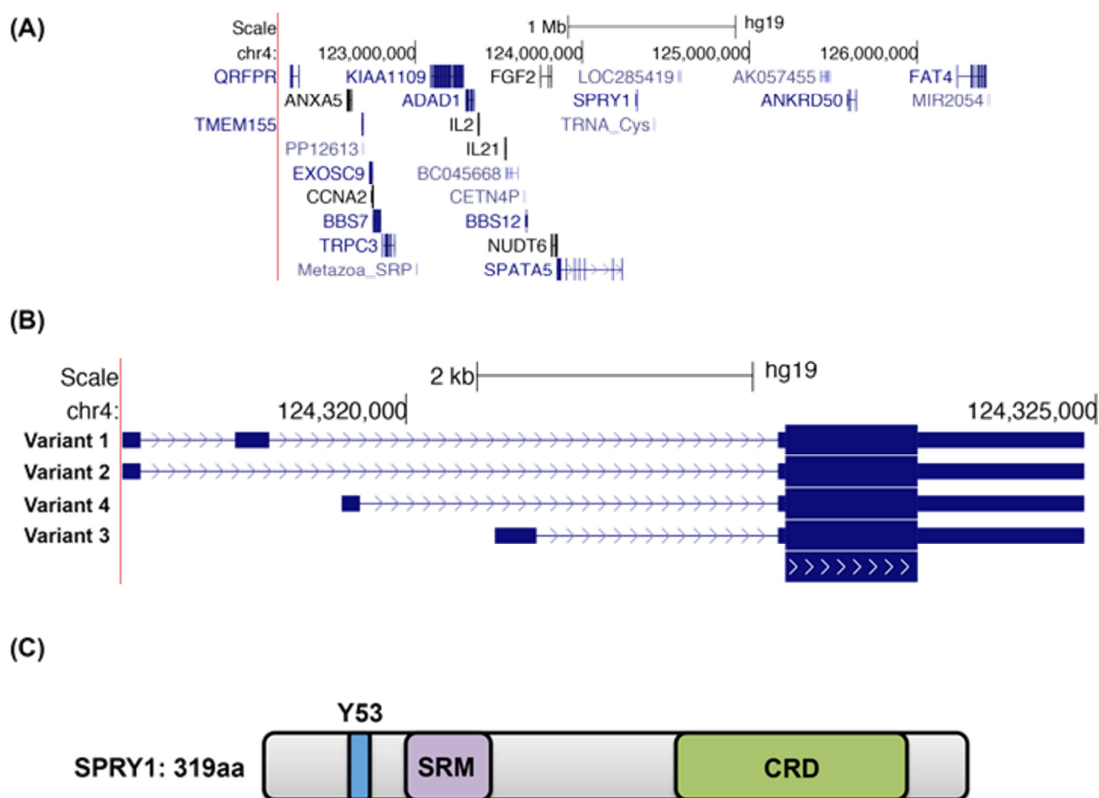 (A)
Scale 1 Mb hg19
chr4: 123,000,000 124,000,000 125,000,000 126,000,000
QRFPR KIAA1109 FGF2 LOC285419 AK057455 FAT4
ANXA5 ADAD1 SPRY1 ANKRD50 MIR2054
TMEM155 IL2 TRNA_Cys
PP12613 IL21
EXOSC9 BC045668
CCNA2 CETN4P
BBS7 BBS12
TRPC3 NUDT6
Metazoa_SRP SPATA5
(B)
Scale 2 kb hg19
chr4: 124,320,000 124,325,000
Variant 1
Variant 2
Variant 4
Variant 3
(C)
Y53
SPRY1: 319aa SRM CRD